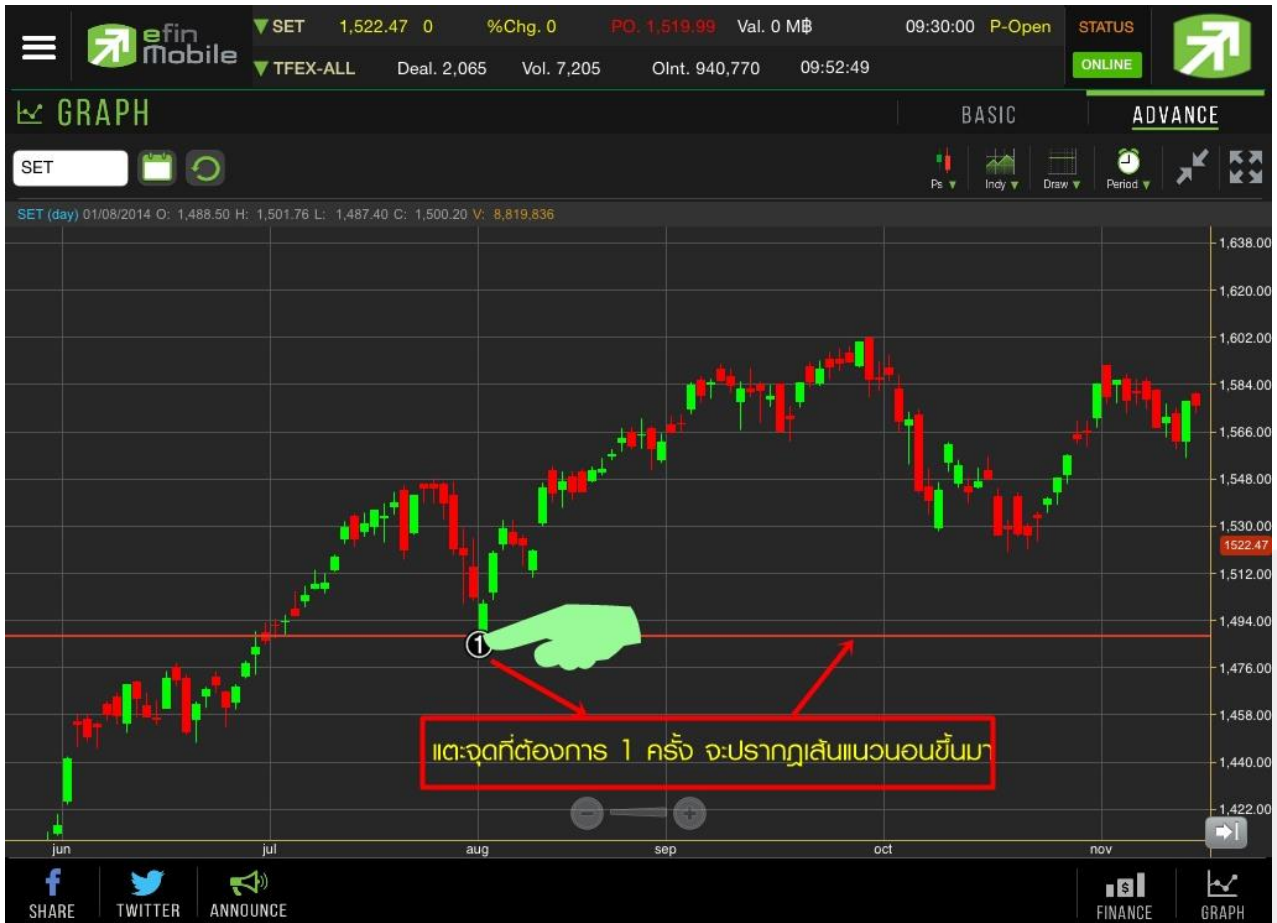 efin
Mobile
▼ SET 1,522.47 0 %Chg. 0 PO. 1,519.99 Val. 0 M฿ 09:30:00 P-Open
▼ TFEX-ALL Deal. 2,065 Vol. 7,205 OInt. 940,770 09:52:49
STATUS
ONLINE
GRAPH
BASIC
ADVANCE
SET
Ps ▼
Indy ▼
Draw ▼
Period ▼
SET (day) 01/08/2014 O: 1,488.50 H: 1,501.76 L: 1,487.40 C: 1,500.20 V: 8,819,836
1,638.00
1,620.00
1,602.00
1,584.00
1,566.00
1,548.00
1,530.00
1522.47
1,512.00
1,494.00
1,476.00
1,458.00
1,440.00
1,422.00
1
แตะจุดที่ต้องการ 1 ครั้ง จะปรากฏเส้นแนวนอนขึ้นมา
jun jul aug sep oct nov
SHARE
TWITTER
ANNOUNCE
FINANCE
GRAPH